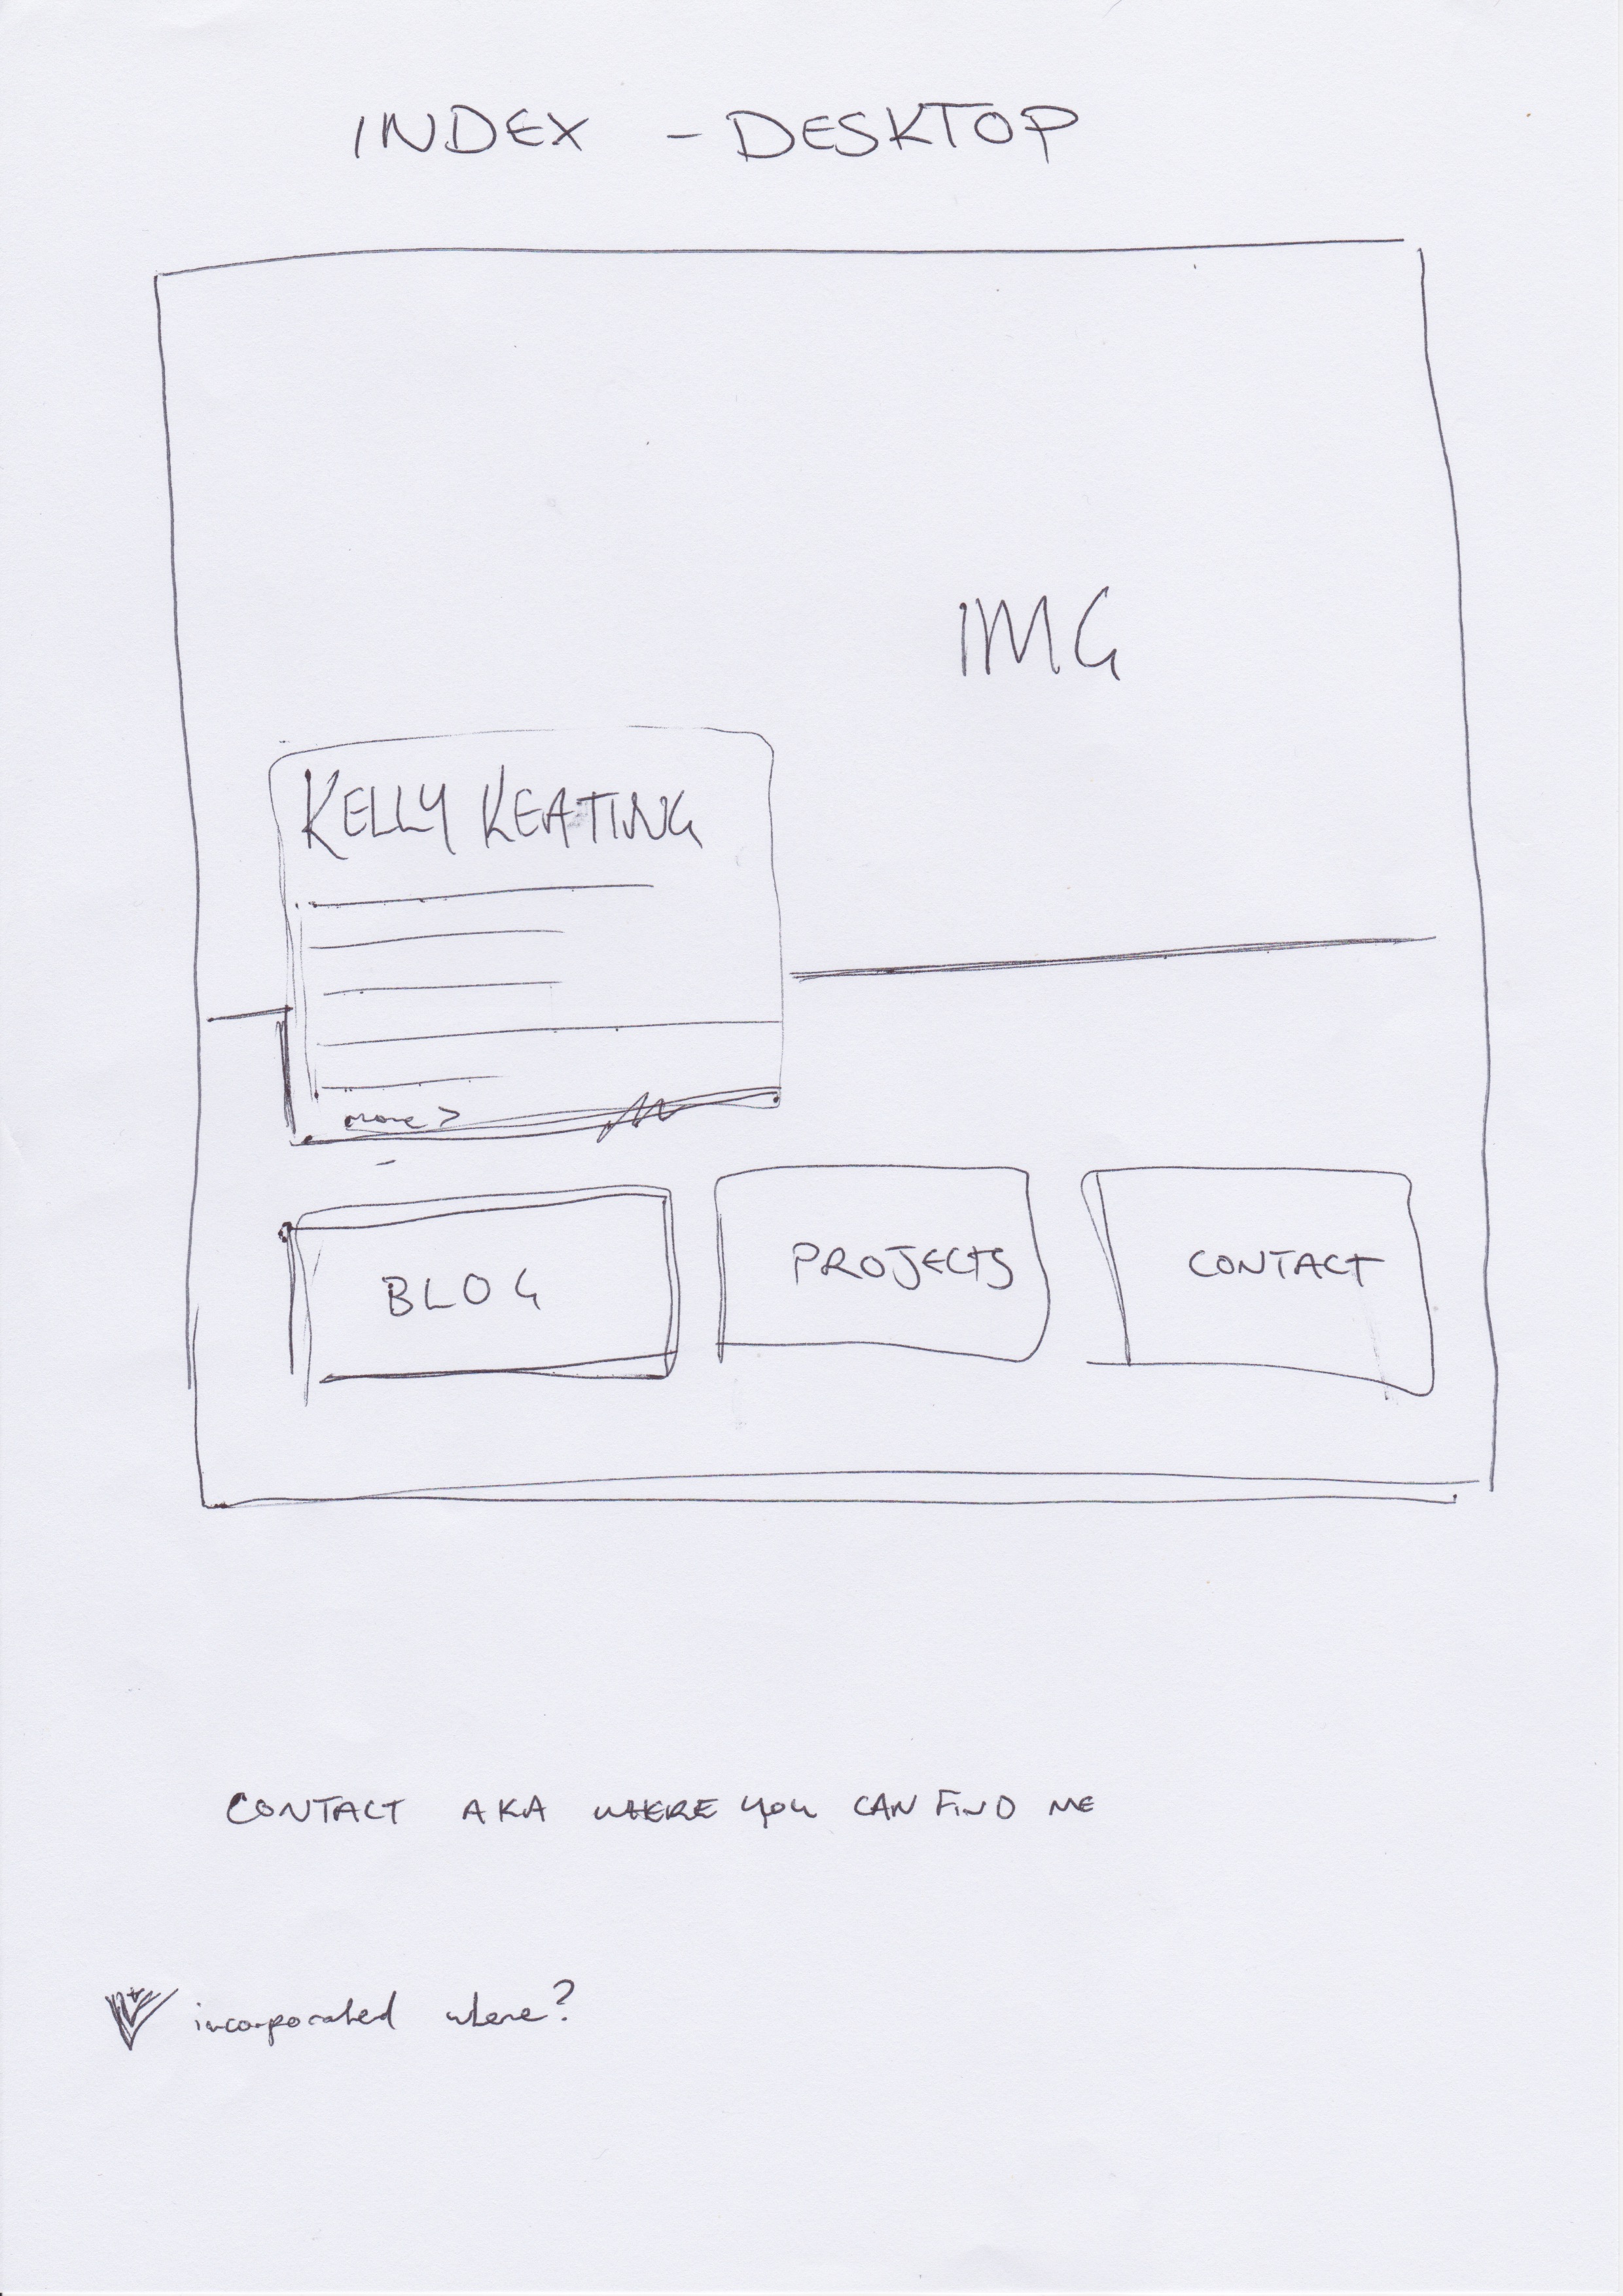 INDEX - DESKTOP
IMG
KELLY KEATING
more >
BLOG
PROJECTS
CONTACT
CONTACT AKA WHERE YOU CAN FIND ME
incorporated where?